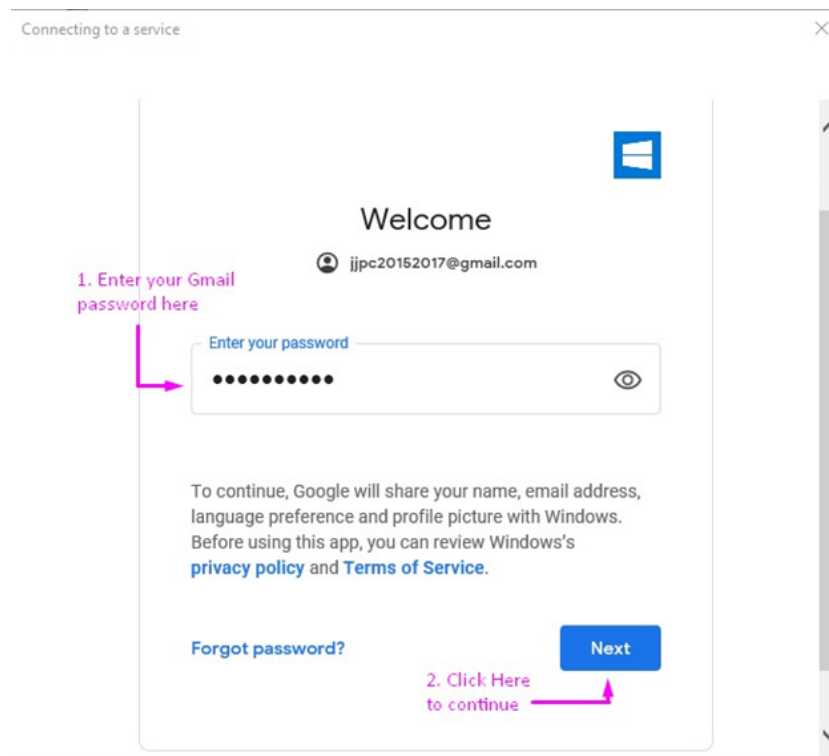 Connecting to a service
Welcome
jjpc20152017@gmail.com
1. Enter your Gmail
password here
Enter your password
••••••••••
To continue, Google will share your name, email address,
language preference and profile picture with Windows.
Before using this app, you can review Windows's
privacy policy and Terms of Service.
Forgot password?
Next
2. Click Here
to continue